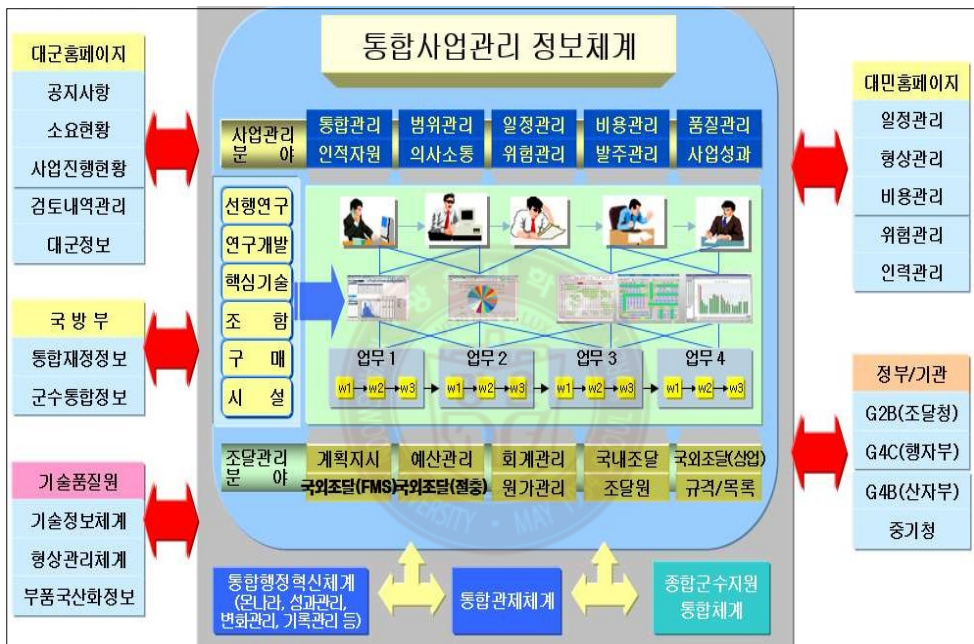 통합사업관리 정보체계
대군홈페이지
공지사항
소요현황
사업진행현황
검토내역관리
대군정보
국 방 부
통합재정정보
군수통합정보
기술품질원
기술정보체계
형상관리체계
부품국산화정보
사업관리
분 야
통합관리 범위관리 일정관리 비용관리 품질관리
인적자원 의사소통 위험관리 발주관리 사업성과
선행연구
연구개발
핵심기술
조 함
구 매
시 설
업무 1 업무 2 업무 3 업무 4
w1 w2 w3 w1 w2 w3 w1 w2 w3 w1 w2 w3
조달관리
분 야
계획지시 예산관리 회계관리 국내조달 국외조달(상업)
국외조달(FMS) 국외조달(절충) 원가관리 조달원 규격/목록
통합행정혁신체계
(온나라, 성과관리,
변화관리, 기록관리 등)
통합관제체계
종합군수지원
통합체계
대민홈페이지
일정관리
형상관리
비용관리
위험관리
인력관리
정부/기관
G2B(조달청)
G4C(행자부)
G4B(산자부)
중기청